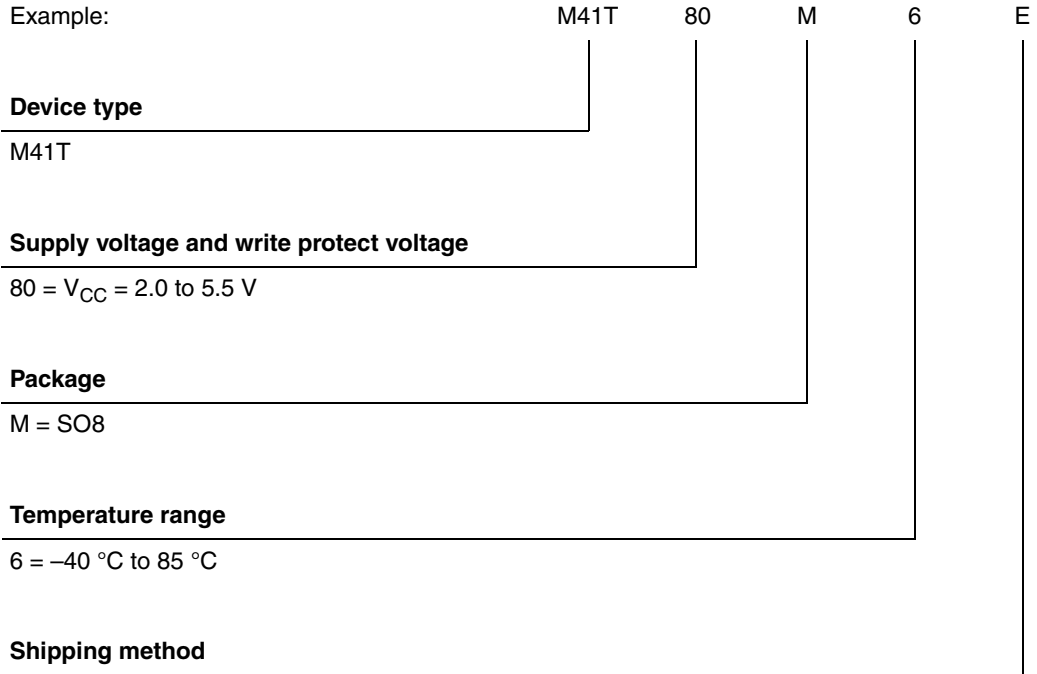 Example: M41T 80 M 6 E
Device type
M41T
Supply voltage and write protect voltage
80 = VCC = 2.0 to 5.5 V
Package
M = SO8
Temperature range
6 = –40 °C to 85 °C
Shipping method